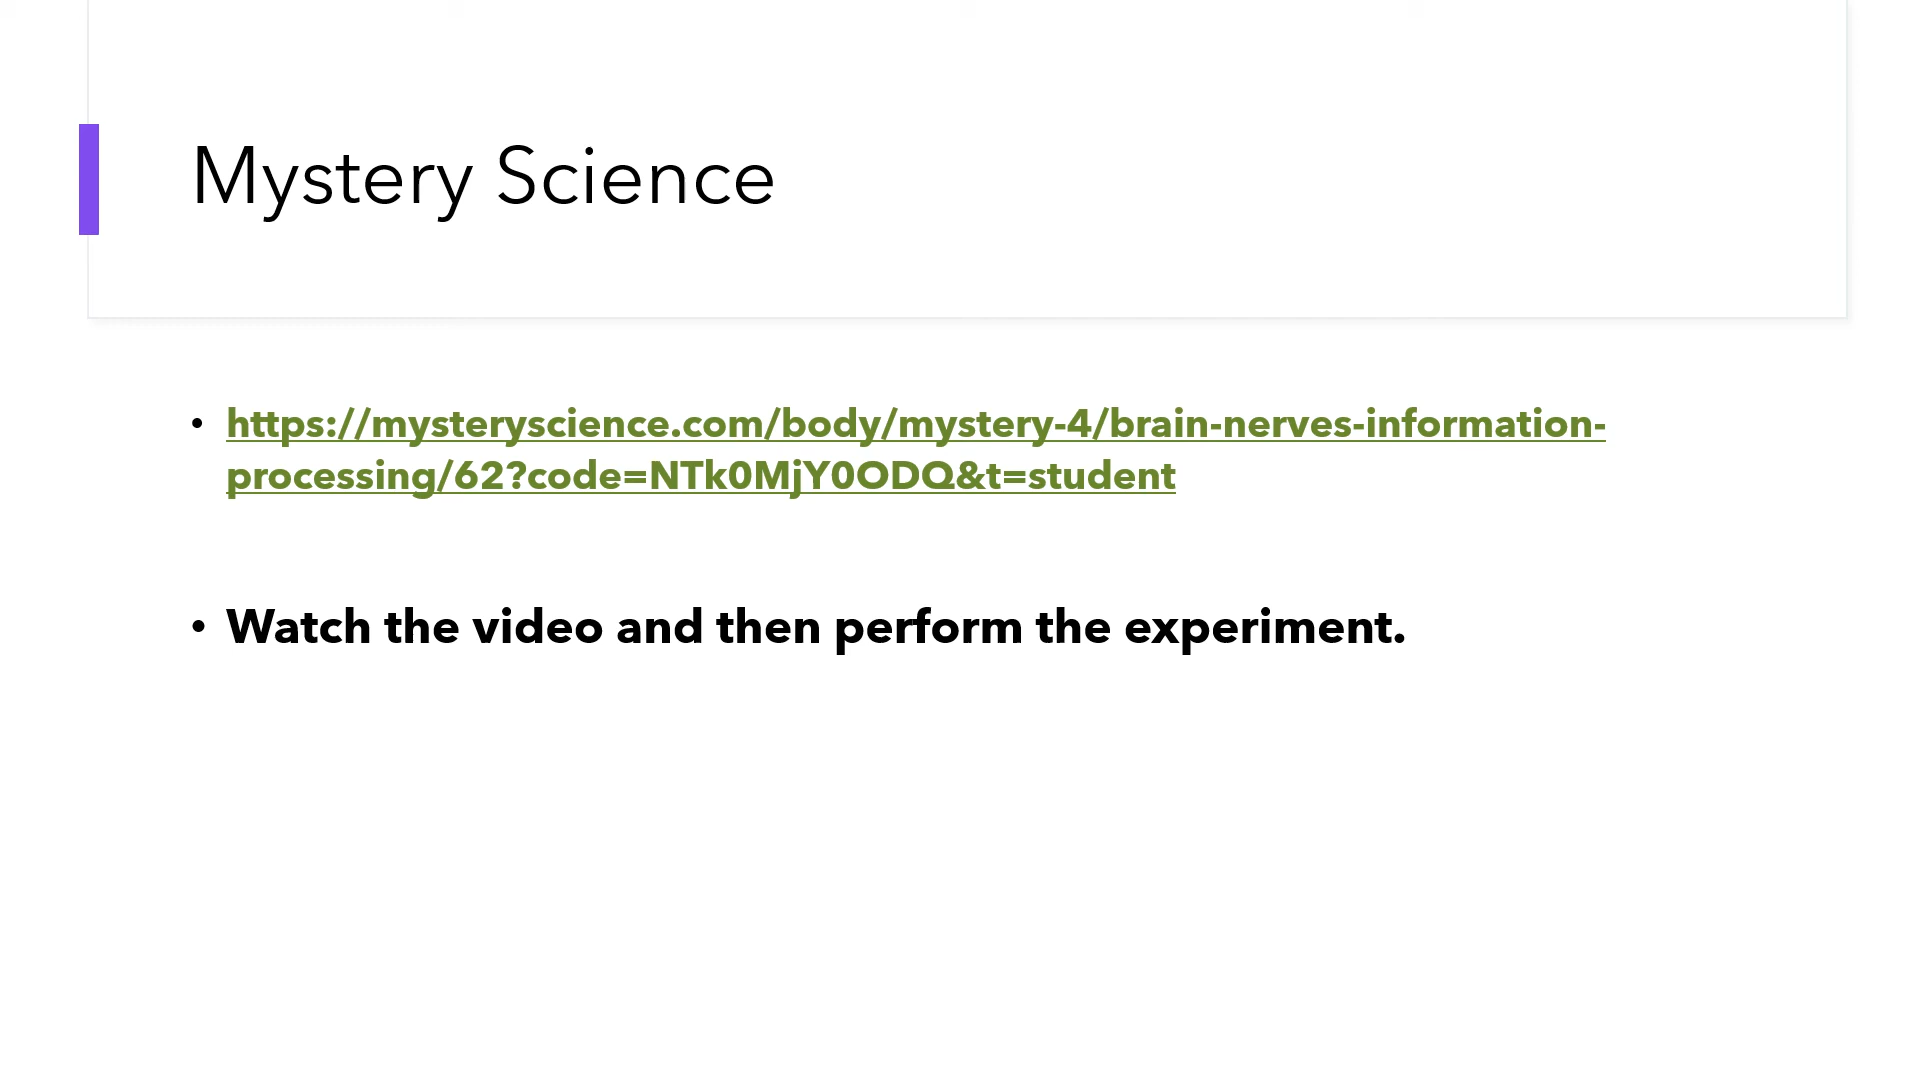 Mystery Science
• https://mysteryscience.com/body/mystery-4/brain-nerves-information-
processing/62?code=NTk0MjY0ODQ&t=student
• Watch the video and then perform the experiment.